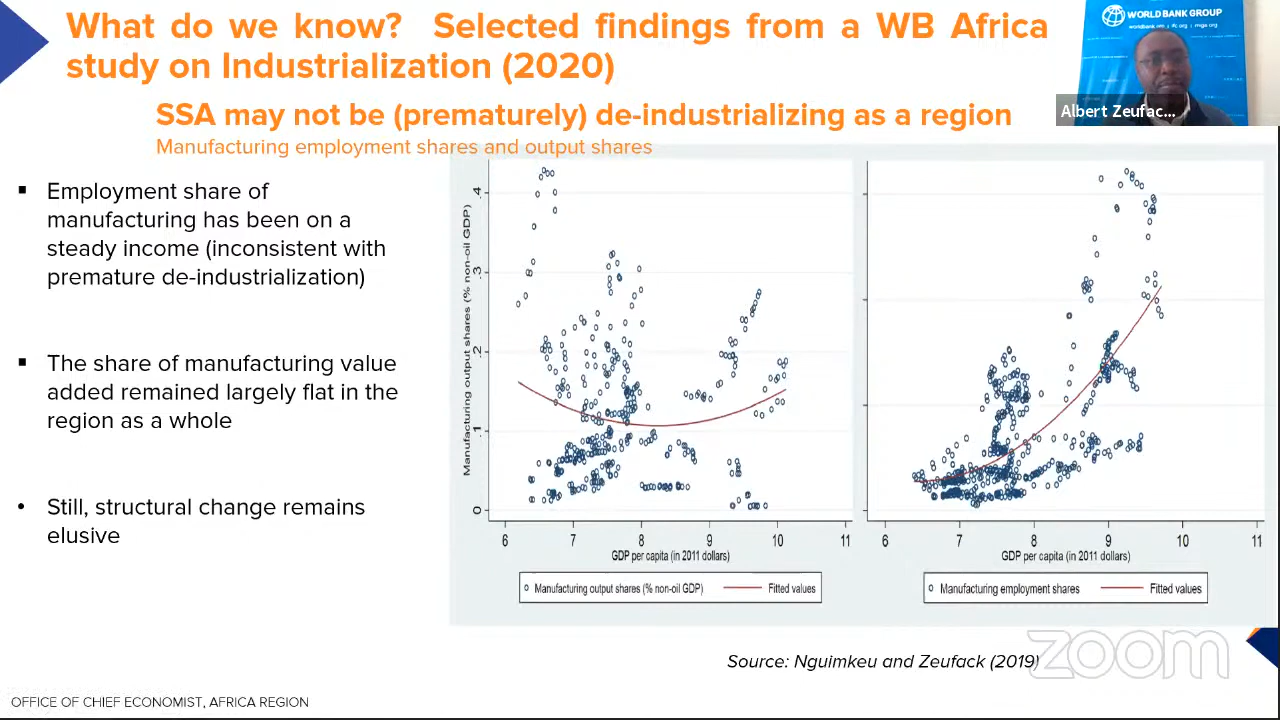 What do we know? Selected findings from a WB Africa
study on Industrialization (2020)
WORLD BANK GROUP
Albert Zeufac...
SSA may not be (prematurely) de-industrializing as a region
Manufacturing employment shares and output shares
▪ Employment share of
manufacturing has been on a
steady income (inconsistent with
premature de-industrialization)
▪ The share of manufacturing value
added remained largely flat in the
region as a whole
• Still, structural change remains
elusive
Manufacturing output shares (% non-oil GDP)
.4
.3
.2
.1
0
6 7 8 9 10 11
GDP per capita (in 2011 dollars)
Manufacturing output shares (% non-oil GDP) Fitted values
6 7 8 9 10 11
GDP per capita (in 2011 dollars)
Manufacturing employment shares Fitted values
Source: Nguimkeu and Zeufack (2019)
zoom
OFFICE OF CHIEF ECONOMIST, AFRICA REGION